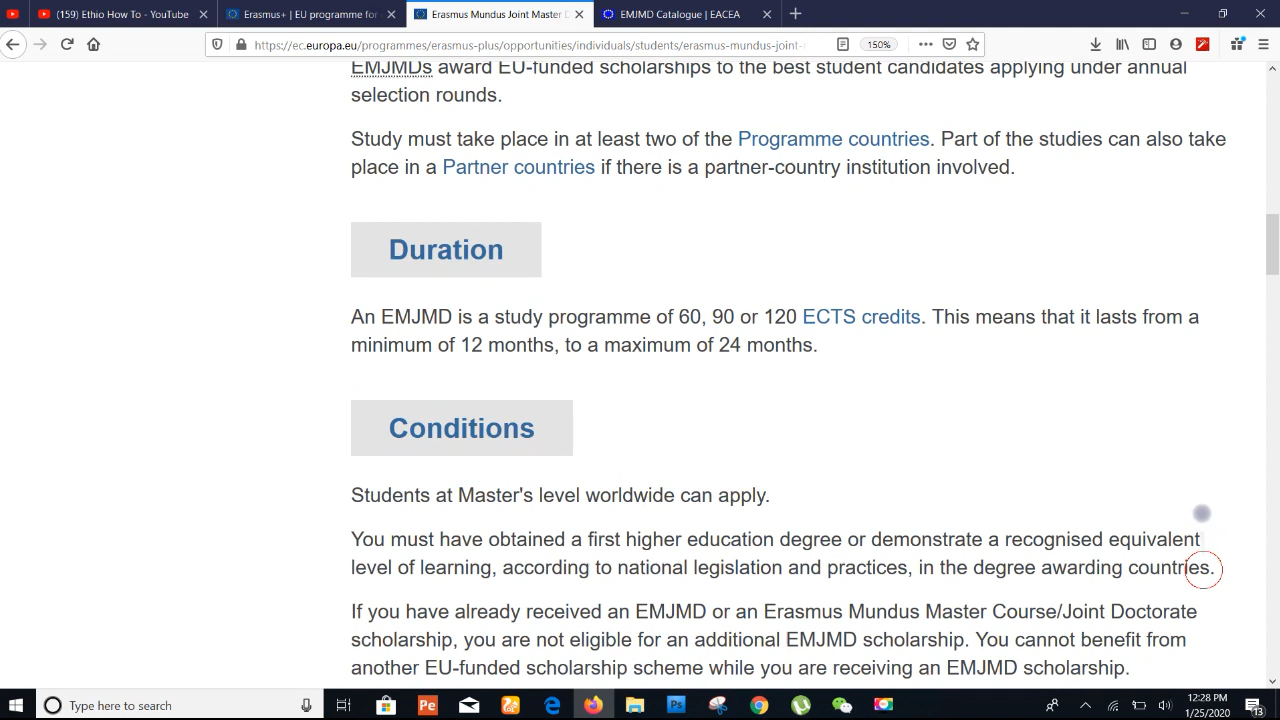 (159) Ethio How To - YouTube
Erasmus+ | EU programme for
Erasmus Mundus Joint Master D
EMJMD Catalogue | EACEA
https://ec.europa.eu/programmes/erasmus-plus/opportunities/individuals/students/erasmus-mundus-joint-
150%
EMJMDs award EU-funded scholarships to the best student candidates applying under annual
selection rounds.
Study must take place in at least two of the Programme countries. Part of the studies can also take
place in a Partner countries if there is a partner-country institution involved.
Duration
An EMJMD is a study programme of 60, 90 or 120 ECTS credits. This means that it lasts from a
minimum of 12 months, to a maximum of 24 months.
Conditions
Students at Master's level worldwide can apply.
You must have obtained a first higher education degree or demonstrate a recognised equivalent
level of learning, according to national legislation and practices, in the degree awarding countries.
If you have already received an EMJMD or an Erasmus Mundus Master Course/Joint Doctorate
scholarship, you are not eligible for an additional EMJMD scholarship. You cannot benefit from
another EU-funded scholarship scheme while you are receiving an EMJMD scholarship.
Type here to search
Pe
Ps
12:28 PM
1/25/2020
13